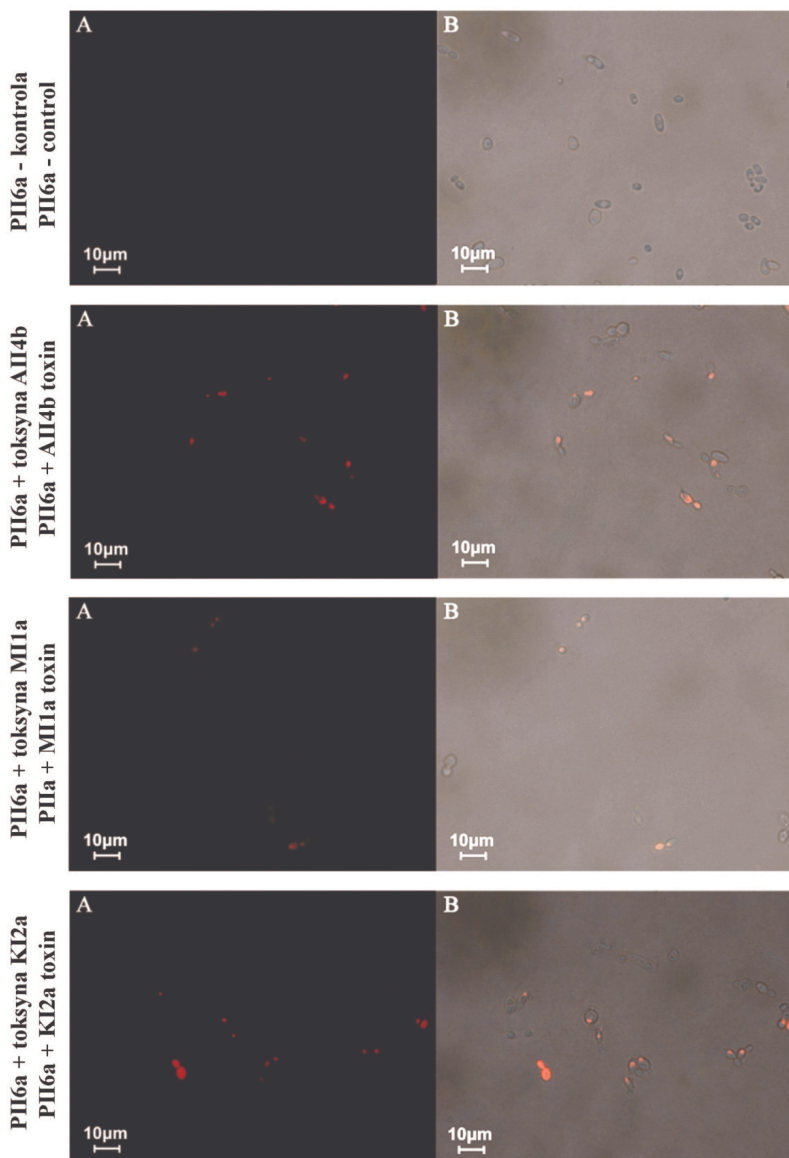 PII6a - kontrola
PII6a - control
A
10µm
B
10µm
PII6a + toksyna AII4b
PII6a + AII4b toxin
A
10µm
B
10µm
PII6a + toksyna MI1a
PIIa + MI1a toxin
A
10µm
B
10µm
PII6a + toksyna KI2a
PII6a + KI2a toxin
A
10µm
B
10µm